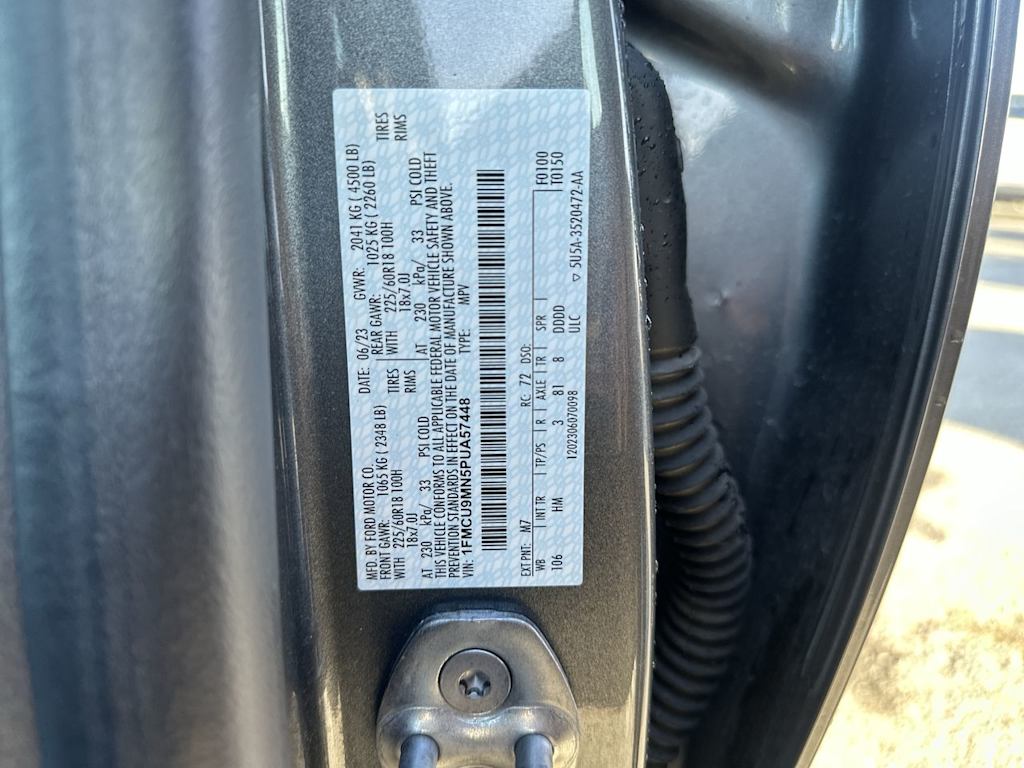 MFD. BY FORD MOTOR CO.
DATE: 06/23 GVWR: 2041 KG ( 4500 LB)
FRONT GAWR: 1065 KG ( 2348 LB) REAR GAWR: 1025 KG ( 2260 LB)
WITH 225/60R18 100H TIRES WITH 225/60R18 100H TIRES
18x7.0J RIMS 18x7.0J RIMS
AT 230 kPa/ 33 PSI COLD AT 230 kPa/ 33 PSI COLD
THIS VEHICLE CONFORMS TO ALL APPLICABLE FEDERAL MOTOR VEHICLE SAFETY AND THEFT
PREVENTION STANDARDS IN EFFECT ON THE DATE OF MANUFACTURE SHOWN ABOVE.
VIN: 1FMCU9MN5PUA57448 TYPE: MPV
F0100
EXT PNT: M7 RC: 72 DSO: T0150
WB INT TR TP/PS R AXLE TR SPR
106 HM 3 81 8 DDDD
1202306070098 ULC ▽ 5U5A-3520472-AA